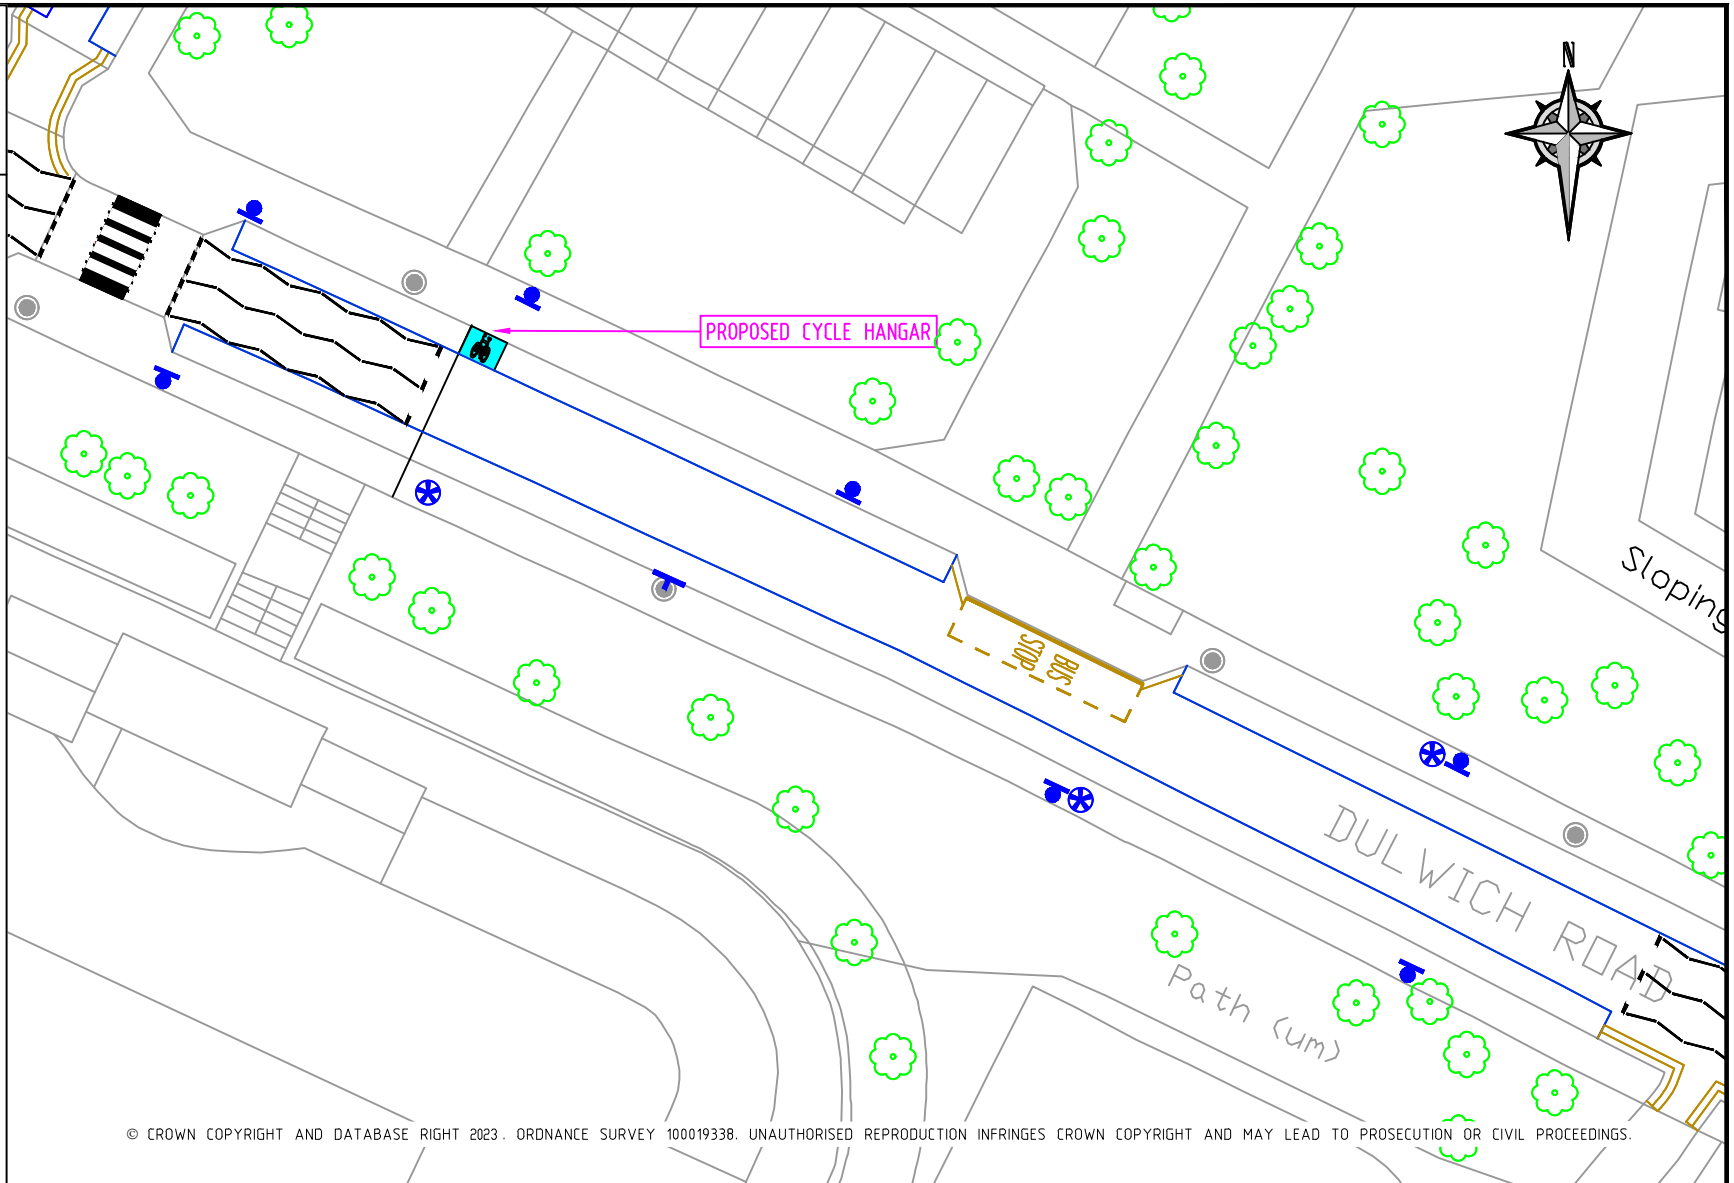 N
PROPOSED CYCLE HANGAR
Sloping
BUS
STOP
DULWICH ROAD
Path (um)
© CROWN COPYRIGHT AND DATABASE RIGHT 2023. ORDNANCE SURVEY 100019338. UNAUTHORISED REPRODUCTION INFRINGES CROWN COPYRIGHT AND MAY LEAD TO PROSECUTION OR CIVIL PROCEEDINGS.